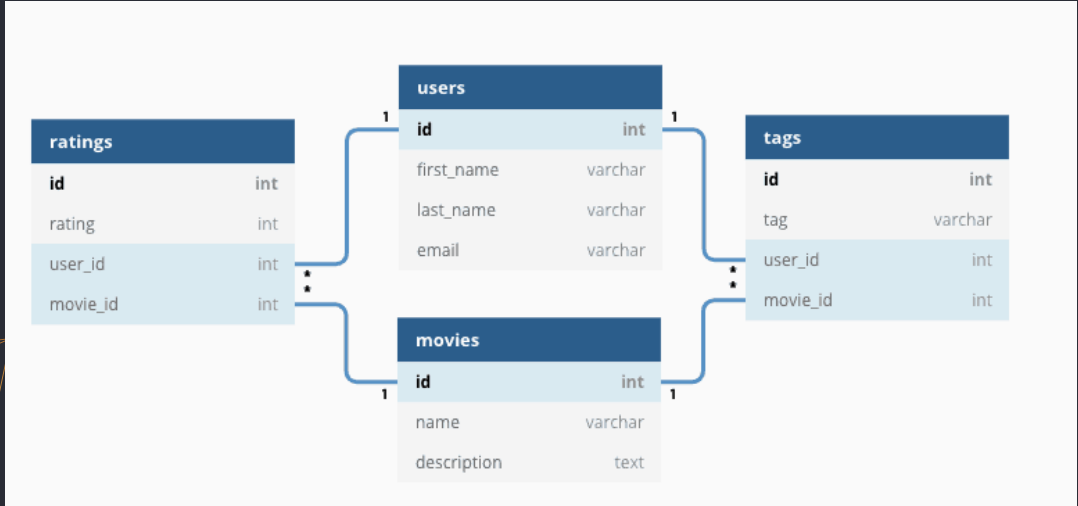 ratings
id int
rating int
user_id int
movie_id int
*
*
1
users
1
id int
first_name varchar
last_name varchar
email varchar
movies
id int
1
1
name varchar
description text
tags
id int
tag varchar
user_id int
movie_id int
*
*